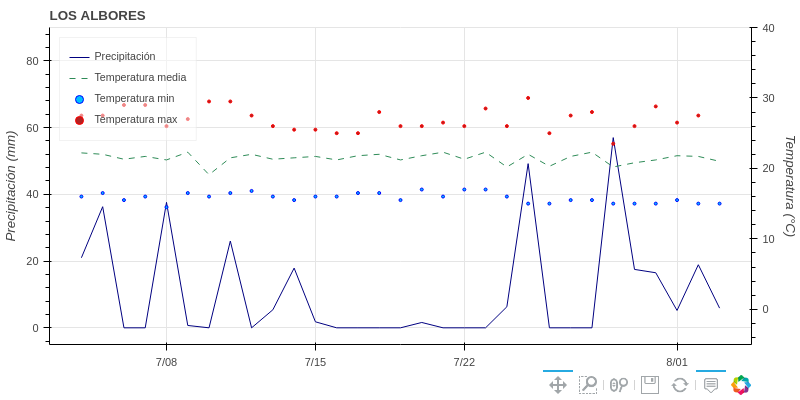 LOS ALBORES
Precipitación
Temperatura media
Temperatura min
Temperatura max
Precipitación (mm)
80
60
40
20
0
Temperatura (°C)
40
30
20
10
0
7/08
7/15
7/22
8/01